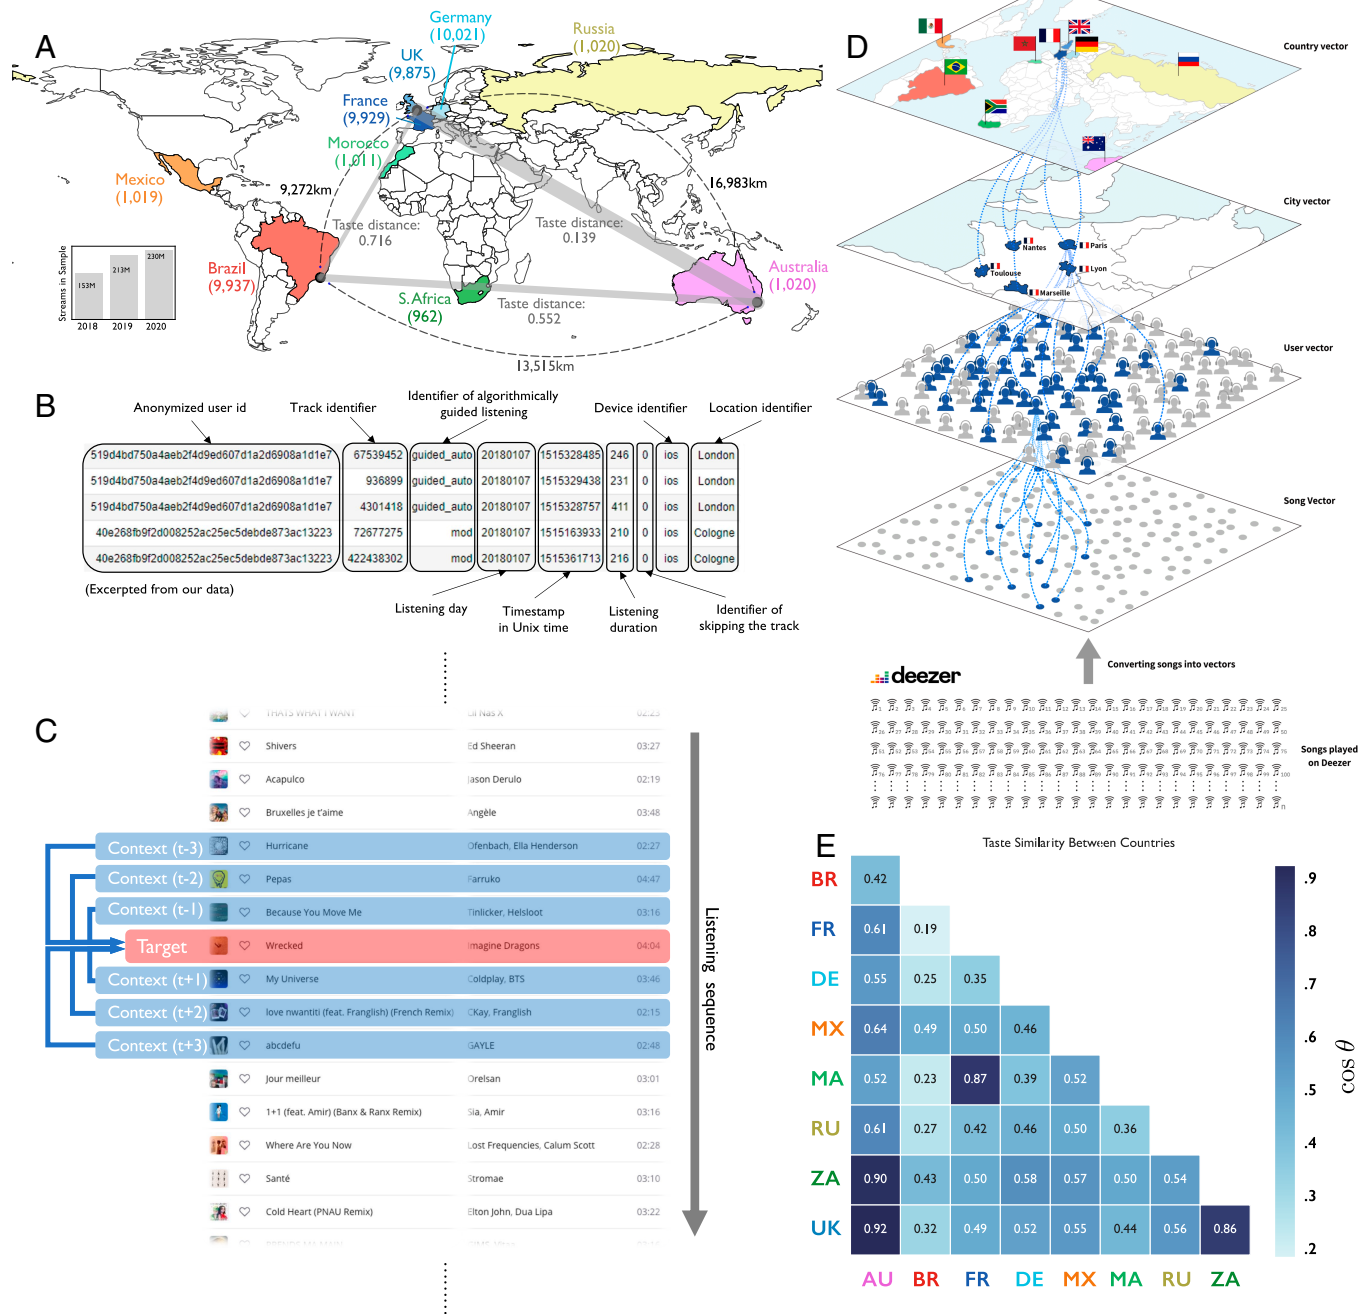 A
Germany
(10,021)
Russia
(1,020)
UK
(9,875)
France
(9,929)
Morocco
(1,011)
Mexico
(1,019)
9,272km
16,983km
Taste distance:
0.716
Taste distance:
0.139
Brazil
(9,937)
Australia
(1,020)
S. Africa
(962)
Taste distance:
0.552
13,515km
Streams in Sample
153M
213M
230M
2018 2019 2020
B
Anonymized user id
Track identifier
Identifier of algorithmically
guided listening
Device identifier
Location identifier
519d4bd750a4aeb2f4d9ed607d1a2d6908a1d1e7 67539452 guided_auto 20180107 1515328485 246 0 ios London
519d4bd750a4aeb2f4d9ed607d1a2d6908a1d1e7 936899 guided_auto 20180107 1515329438 231 0 ios London
519d4bd750a4aeb2f4d9ed607d1a2d6908a1d1e7 4301418 guided_auto 20180107 1515328757 411 0 ios London
40e268fb9f2d008252ac25ec5debde873ac13223 72677275 mod 20180107 1515163933 210 0 ios Cologne
40e268fb9f2d008252ac25ec5debde873ac13223 422438302 mod 20180107 1515361713 216 0 ios Cologne
(Excerpted from our data)
Listening day
Timestamp
in Unix time
Listening
duration
Identifier of
skipping the track
C
THATS WHAT I WANT Lil Nas X 02:23
Shivers Ed Sheeran 03:27
Acapulco Jason Derulo 02:19
Bruxelles je t'aime Angèle 03:48
Context (t-3) Hurricane Ofenbach, Ella Henderson 02:27
Context (t-2) Pepas Farruko 04:47
Context (t-1) Because You Move Me Tinlicker, Helsloot 03:16
Target Wrecked Imagine Dragons 04:04
Context (t+1) My Universe Coldplay, BTS 03:46
Context (t+2) love nwantiti (feat. Franglish) (French Remix) CKay, Franglish 02:15
Context (t+3) abcdefu GAYLE 02:48
Jour meilleur Orelsan 03:01
1+1 (feat. Amir) (Banx & Ranx Remix) Sia, Amir 03:16
Where Are You Now Lost Frequencies, Calum Scott 02:28
Santé Stromae 03:10
Cold Heart (PNAU Remix) Elton John, Dua Lipa 03:22
Listening sequence
D
Country vector
City vector
Nantes
Paris
Toulouse
Lyon
Marseille
User vector
Song Vector
Converting songs into vectors
deezer
Songs played
on Deezer
E
Taste Similarity Between Countries
BR 0.42
FR 0.61 0.19
DE 0.55 0.25 0.35
MX 0.64 0.49 0.50 0.46
MA 0.52 0.23 0.87 0.39 0.52
RU 0.61 0.27 0.42 0.46 0.50 0.36
ZA 0.90 0.43 0.50 0.58 0.57 0.50 0.54
UK 0.92 0.32 0.49 0.52 0.55 0.44 0.56 0.86
AU BR FR DE MX MA RU ZA
.9
.8
.7
.6
.5
.4
.3
.2
cos θ